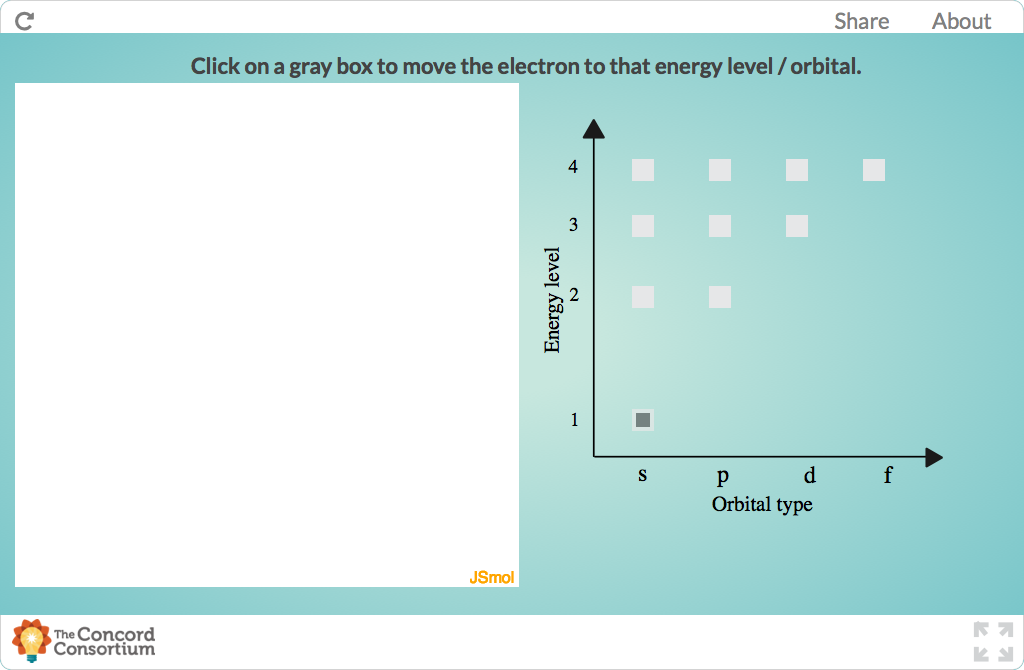 Share About
Click on a gray box to move the electron to that energy level / orbital.
4
3
2
1
Energy level
s p d f
Orbital type
JSmol
The Concord
Consortium